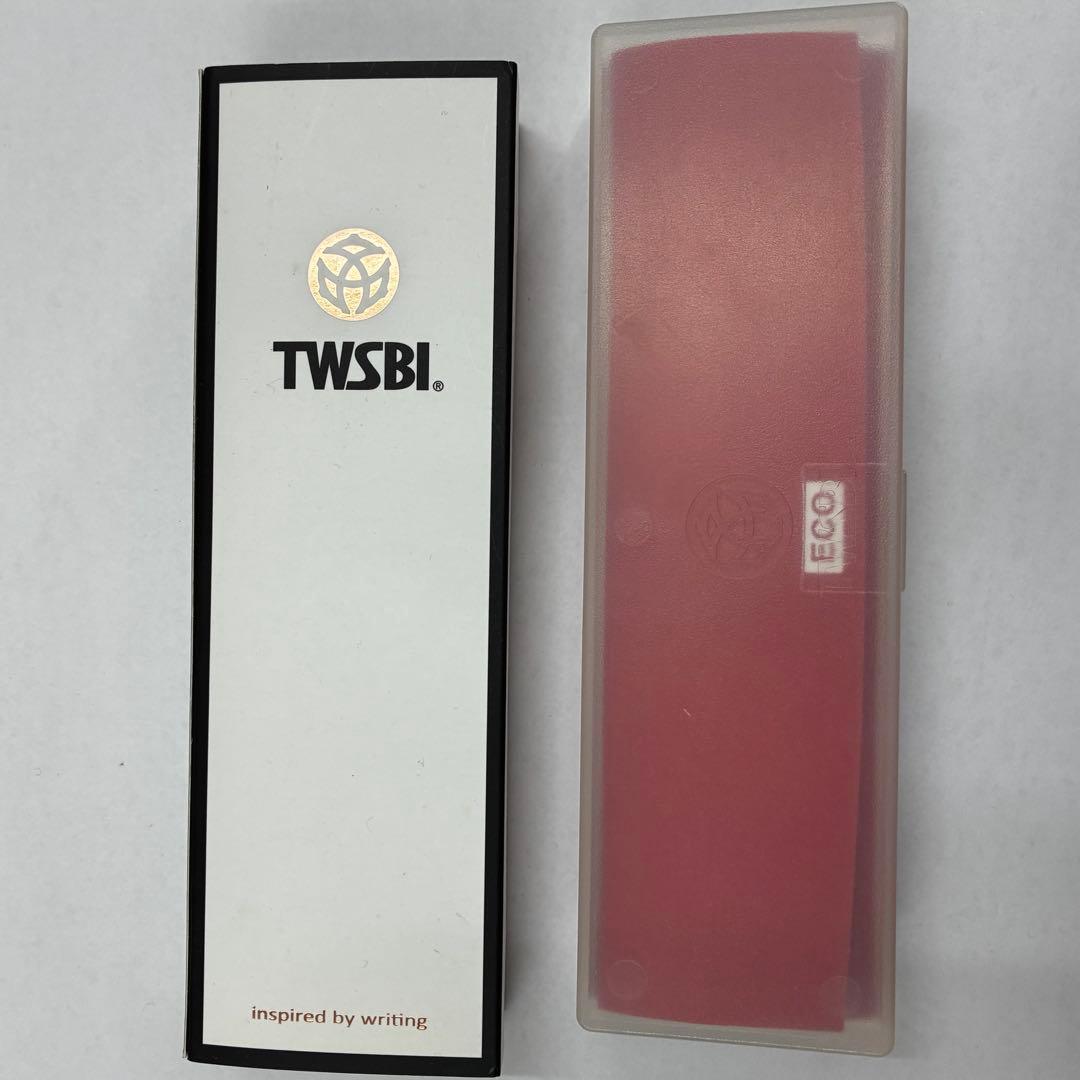 TWSBI®
inspired by writing
ECO